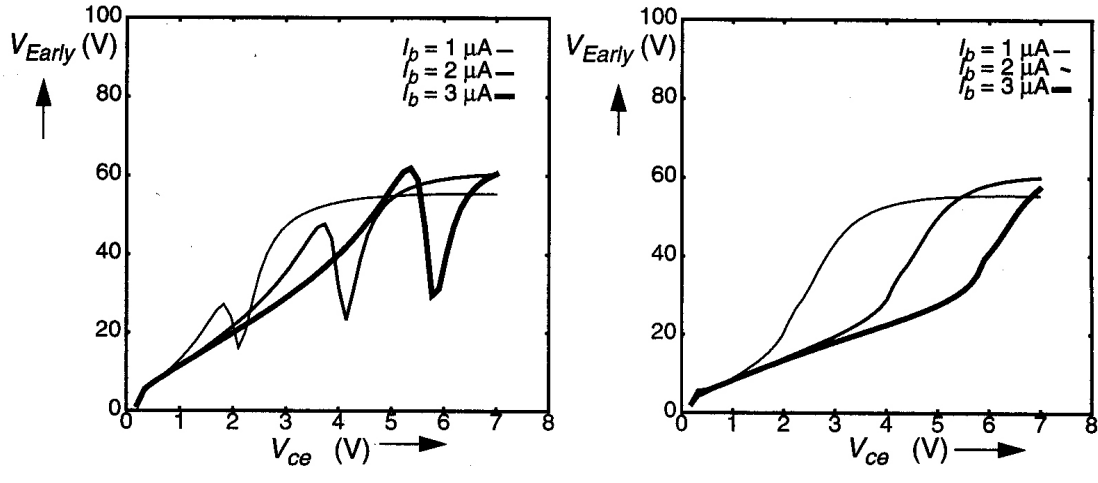 100
V_Early (V)
I_b = 1 μA
I_b = 2 μA
I_b = 3 μA
80
60
40
20
0
0 1 2 3 4 5 6 7 8
V_ce (V)
100
V_Early (V)
I_b = 1 μA
I_b = 2 μA
I_b = 3 μA
80
60
40
20
0
0 1 2 3 4 5 6 7 8
V_ce (V)